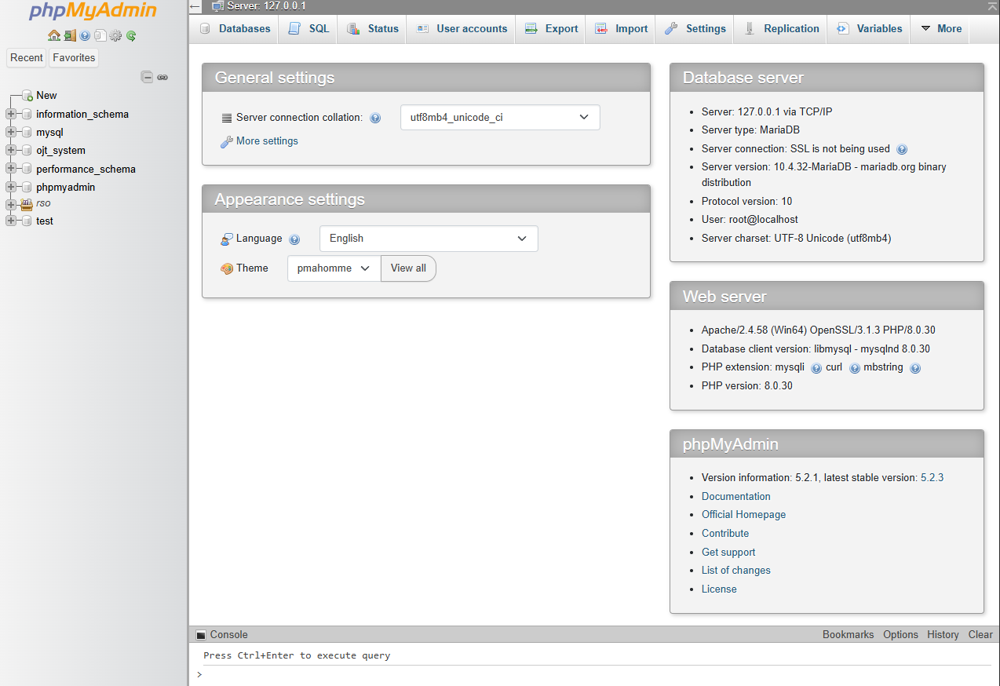 phpMyAdmin
Recent
Favorites
New
information_schema
mysql
ojt_system
performance_schema
phpmyadmin
rso
test
Server: 127.0.0.1
Databases
SQL
Status
User accounts
Export
Import
Settings
Replication
Variables
More
General settings
Server connection collation:
utf8mb4_unicode_ci
More settings
Appearance settings
Language
English
Theme
pmahomme
View all
Database server
Server: 127.0.0.1 via TCP/IP
Server type: MariaDB
Server connection: SSL is not being used
Server version: 10.4.32-MariaDB - mariadb.org binary
distribution
Protocol version: 10
User: root@localhost
Server charset: UTF-8 Unicode (utf8mb4)
Web server
Apache/2.4.58 (Win64) OpenSSL/3.1.3 PHP/8.0.30
Database client version: libmysql - mysqlnd 8.0.30
PHP extension: mysqli curl mbstring
PHP version: 8.0.30
phpMyAdmin
Version information: 5.2.1, latest stable version: 5.2.3
Documentation
Official Homepage
Contribute
Get support
List of changes
License
Console
Bookmarks
Options
History
Clear
Press Ctrl+Enter to execute query
>